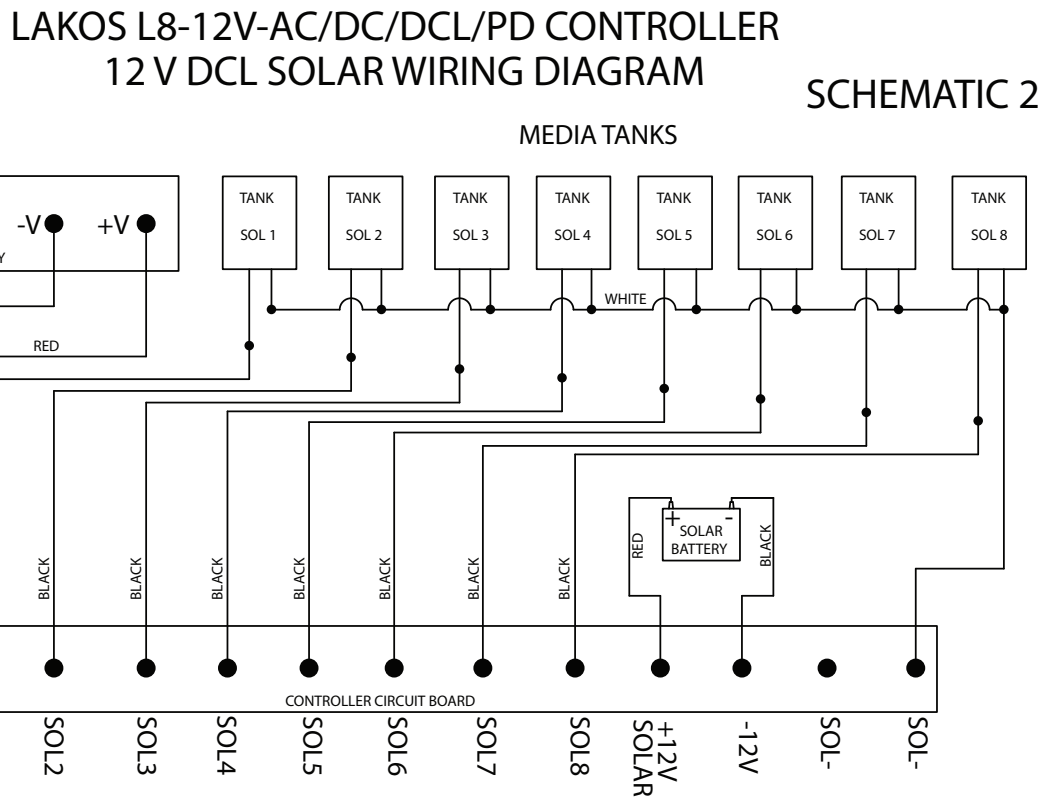 LAKOS L8-12V-AC/DC/DCL/PD CONTROLLER
12 V DCL SOLAR WIRING DIAGRAM
SCHEMATIC 2
MEDIA TANKS
-V
+V
Y
TANK
SOL 1
TANK
SOL 2
TANK
SOL 3
TANK
SOL 4
TANK
SOL 5
TANK
SOL 6
TANK
SOL 7
TANK
SOL 8
WHITE
RED
BLACK
BLACK
BLACK
BLACK
BLACK
BLACK
BLACK
RED
+
-
SOLAR
BATTERY
BLACK
CONTROLLER CIRCUIT BOARD
SOL2
SOL3
SOL4
SOL5
SOL6
SOL7
SOL8
+12V
SOLAR
-12V
SOL-
SOL-